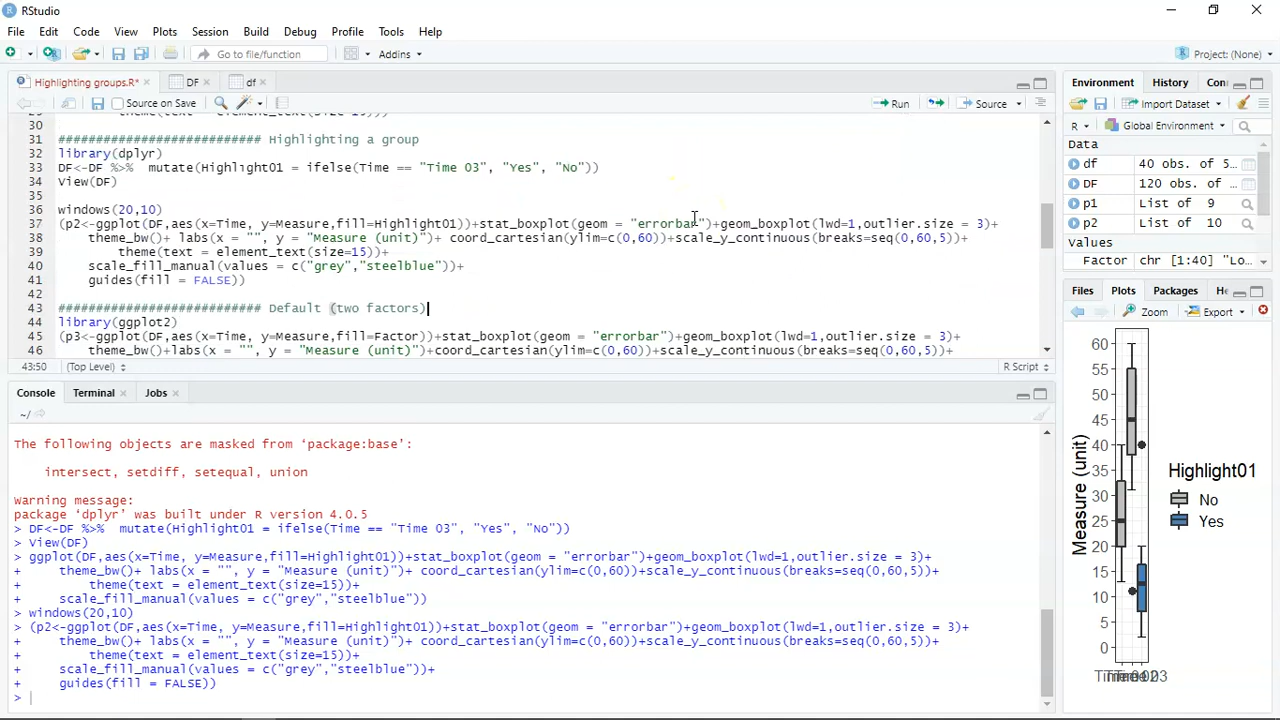 RStudio
File Edit Code View Plots Session Build Debug Profile Tools Help
Go to file/function Addins Project: (None)
Highlighting groups.R* DF df
Source on Save Run Source
30
31 ########################### Highlighting a group
32 library(dplyr)
33 DF<-DF %>% mutate(Highlight01 = ifelse(Time == "Time 03", "Yes", "No"))
34 View(DF)
35
36 windows(20,10)
37 (p2<-ggplot(DF,aes(x=Time, y=Measure,fill=Highlight01))+stat_boxplot(geom = "errorbar")+geom_boxplot(lwd=1,outlier.size = 3)+
38 theme_bw()+ labs(x = "", y = "Measure (unit)")+ coord_cartesian(ylim=c(0,60))+scale_y_continuous(breaks=seq(0,60,5))+
39 theme(text = element_text(size=15))+
40 scale_fill_manual(values = c("grey","steelblue"))+
41 guides(fill = FALSE))
42
43 ########################### Default (two factors)
44 library(ggplot2)
45 (p3<-ggplot(DF,aes(x=Time, y=Measure,fill=Factor))+stat_boxplot(geom = "errorbar")+geom_boxplot(lwd=1,outlier.size = 3)+
46 theme_bw()+labs(x = "", y = "Measure (unit)")+coord_cartesian(ylim=c(0,60))+scale_y_continuous(breaks=seq(0,60,5))+
43:50 (Top Level) R Script
Console Terminal Jobs
~/
The following objects are masked from ‘package:base’:
intersect, setdiff, setequal, union
Warning message:
package ‘dplyr’ was built under R version 4.0.5
> DF<-DF %>% mutate(Highlight01 = ifelse(Time == "Time 03", "Yes", "No"))
> View(DF)
> ggplot(DF,aes(x=Time, y=Measure,fill=Highlight01))+stat_boxplot(geom = "errorbar")+geom_boxplot(lwd=1,outlier.size = 3)+
+ theme_bw()+ labs(x = "", y = "Measure (unit)")+ coord_cartesian(ylim=c(0,60))+scale_y_continuous(breaks=seq(0,60,5))+
+ theme(text = element_text(size=15))+
+ scale_fill_manual(values = c("grey","steelblue"))
> windows(20,10)
> (p2<-ggplot(DF,aes(x=Time, y=Measure,fill=Highlight01))+stat_boxplot(geom = "errorbar")+geom_boxplot(lwd=1,outlier.size = 3)+
+ theme_bw()+ labs(x = "", y = "Measure (unit)")+ coord_cartesian(ylim=c(0,60))+scale_y_continuous(breaks=seq(0,60,5))+
+ theme(text = element_text(size=15))+
+ scale_fill_manual(values = c("grey","steelblue"))+
+ guides(fill = FALSE))
>
Environment History Con
Import Dataset
R Global Environment
Data
df 40 obs. of 5…
DF 120 obs. of …
p1 List of 9
p2 List of 10
Values
Factor chr [1:40] "Lo…
Files Plots Packages He
Zoom Export
60
55
50
45
40
35
30
25
20
15
10
5
0
Measure (unit)
Highlight01
No
Yes